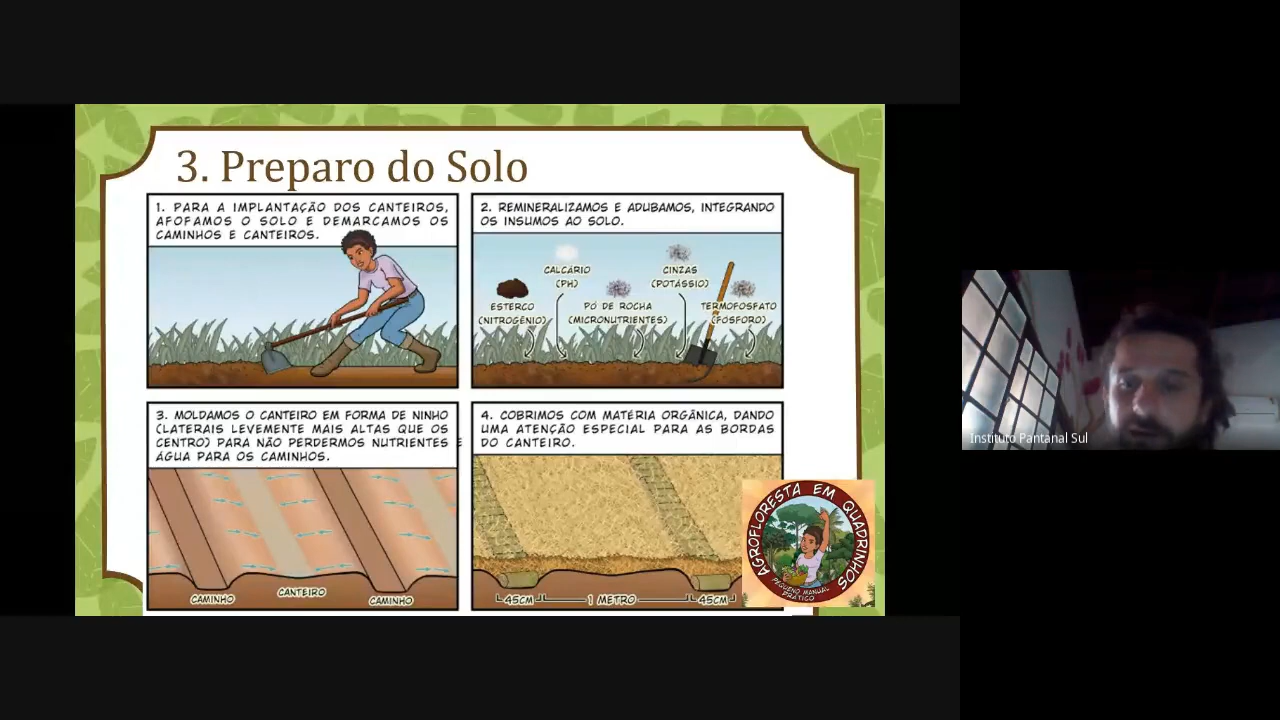 3. Preparo do Solo
1. PARA A IMPLANTAÇÃO DOS CANTEIROS,
AFOFAMOS O SOLO E DEMARCAMOS OS
CAMINHOS E CANTEIROS.
2. REMINERALIZAMOS E ADUBAMOS, INTEGRANDO
OS INSUMOS AO SOLO.
CALCÁRIO
(PH)
CINZAS
(POTÁSSIO)
ESTERCO
(NITROGÊNIO)
PÓ DE ROCHA
(MICRONUTRIENTES)
TERMOFOSFATO
(FÓSFORO)
3. MOLDAMOS O CANTEIRO EM FORMA DE NINHO
(LATERAIS LEVEMENTE MAIS ALTAS QUE OS
CENTRO) PARA NÃO PERDERMOS NUTRIENTES E
ÁGUA PARA OS CAMINHOS.
CAMINHO
CANTEIRO
CAMINHO
4. COBRIMOS COM MATÉRIA ORGÂNICA, DANDO
UMA ATENÇÃO ESPECIAL PARA AS BORDAS
DO CANTEIRO.
45CM
1 METRO
45CM
AGROFLORESTA EM QUADRINHOS
PEQUENO MANUAL
PRÁTICO
Instituto Pantanal Sul